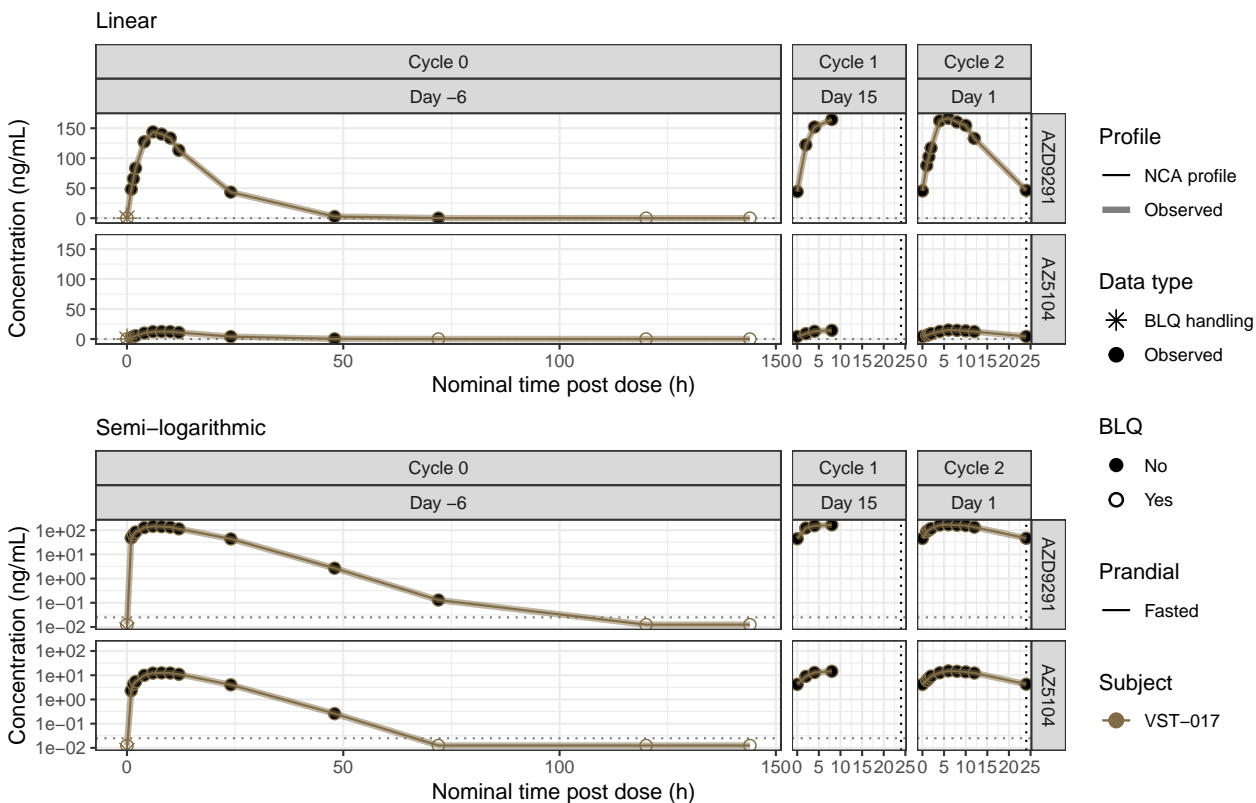 Linear
Cycle 0
Cycle 1
Cycle 2
Day −6
Day 15
Day 1
Concentration (ng/mL)
150
100
50
0
AZD9291
150
100
50
0
AZ5104
0
50
100
150
0 5 10 15 20 25
0 5 10 15 20 25
Nominal time post dose (h)
Semi−logarithmic
Cycle 0
Cycle 1
Cycle 2
Day −6
Day 15
Day 1
Concentration (ng/mL)
1e+02
1e+01
1e+00
1e−01
1e−02
AZD9291
1e+02
1e+01
1e+00
1e−01
1e−02
AZ5104
0
50
100
150
0 5 10 15 20 25
0 5 10 15 20 25
Nominal time post dose (h)
Profile
NCA profile
Observed
Data type
BLQ handling
Observed
BLQ
No
Yes
Prandial
Fasted
Subject
VST−017